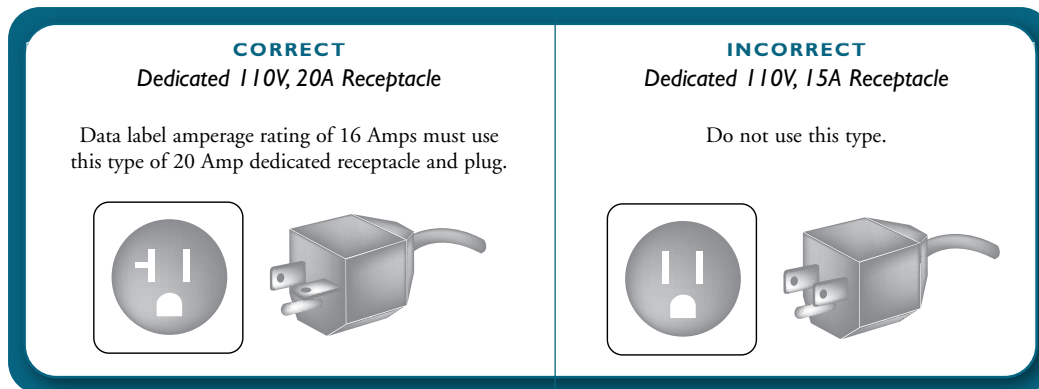 CORRECT
Dedicated 110V, 20A Receptacle
Data label amperage rating of 16 Amps must use
this type of 20 Amp dedicated receptacle and plug.
INCORRECT
Dedicated 110V, 15A Receptacle
Do not use this type.